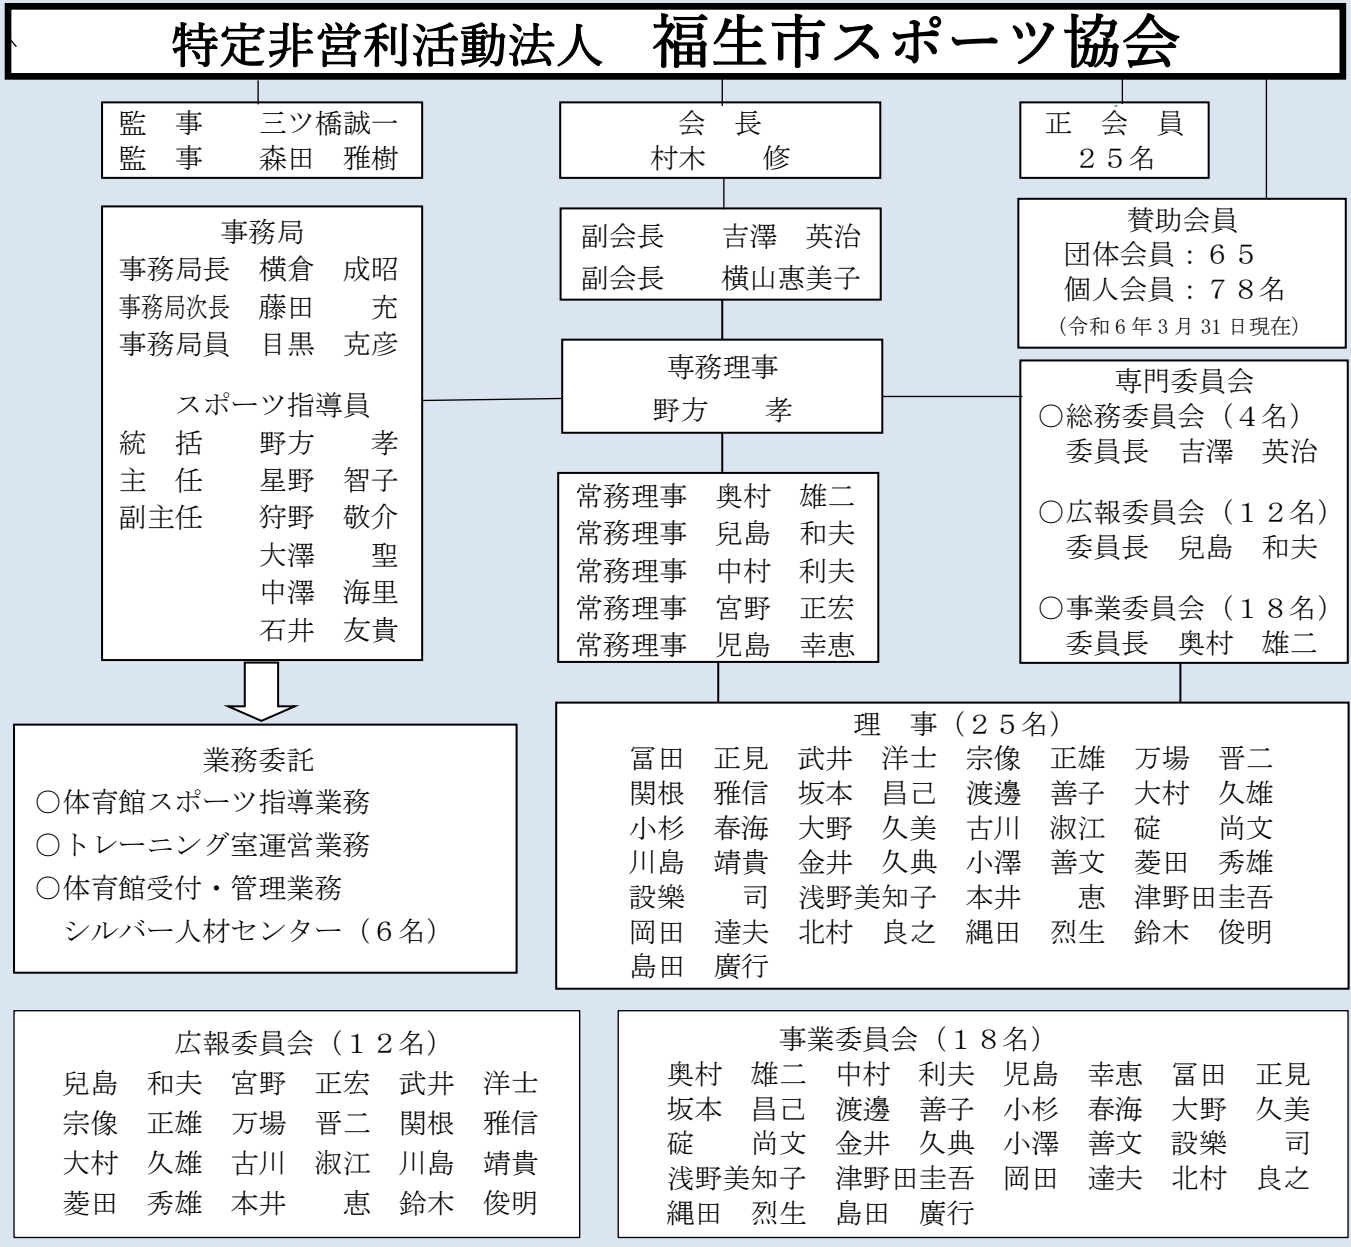 特定非営利活動法人　福生市スポーツ協会
監　事　　三ツ橋誠一
監　事　　森田　雅樹
会　長
村木　　修
正　会　員
２５名
賛助会員
団体会員：６５
個人会員：７８名
（令和６年３月31日現在）
事務局
事務局長　横倉　成昭
事務局次長　藤田　　充
事務局員　目黒　克彦
スポーツ指導員
統　括　　野方　　孝
主　任　　星野　智子
副主任　　狩野　敬介
大澤　　聖
中澤　海里
石井　友貴
副会長　　吉澤　英治
副会長　　横山惠美子
専務理事
野方　　孝
常務理事　奥村　雄二
常務理事　兒島　和夫
常務理事　中村　利夫
常務理事　宮野　正宏
常務理事　児島　幸恵
専門委員会
○総務委員会（４名）
委員長　吉澤　英治
○広報委員会（１２名）
委員長　兒島　和夫
○事業委員会（１８名）
委員長　奥村　雄二
業務委託
○体育館スポーツ指導業務
○トレーニング室運営業務
○体育館受付・管理業務
シルバー人材センター（６名）
理　事（２５名）
冨田　正見　武井　洋士　宗像　正雄　万場　晋二
関根　雅信　坂本　昌己　渡邊　善子　大村　久雄
小杉　春海　大野　久美　古川　淑江　碇　　尚文
川島　靖貴　金井　久典　小澤　善文　菱田　秀雄
設樂　　司　浅野美知子　本井　　恵　津野田圭吾
岡田　達夫　北村　良之　縄田　烈生　鈴木　俊明
島田　廣行
広報委員会（１２名）
兒島　和夫　宮野　正宏　武井　洋士
宗像　正雄　万場　晋二　関根　雅信
大村　久雄　古川　淑江　川島　靖貴
菱田　秀雄　本井　　恵　鈴木　俊明
事業委員会（１８名）
奥村　雄二　中村　利夫　児島　幸恵　冨田　正見
坂本　昌己　渡邊　善子　小杉　春海　大野　久美
碇　　尚文　金井　久典　小澤　善文　設樂　　司
浅野美知子　津野田圭吾　岡田　達夫　北村　良之
縄田　烈生　島田　廣行